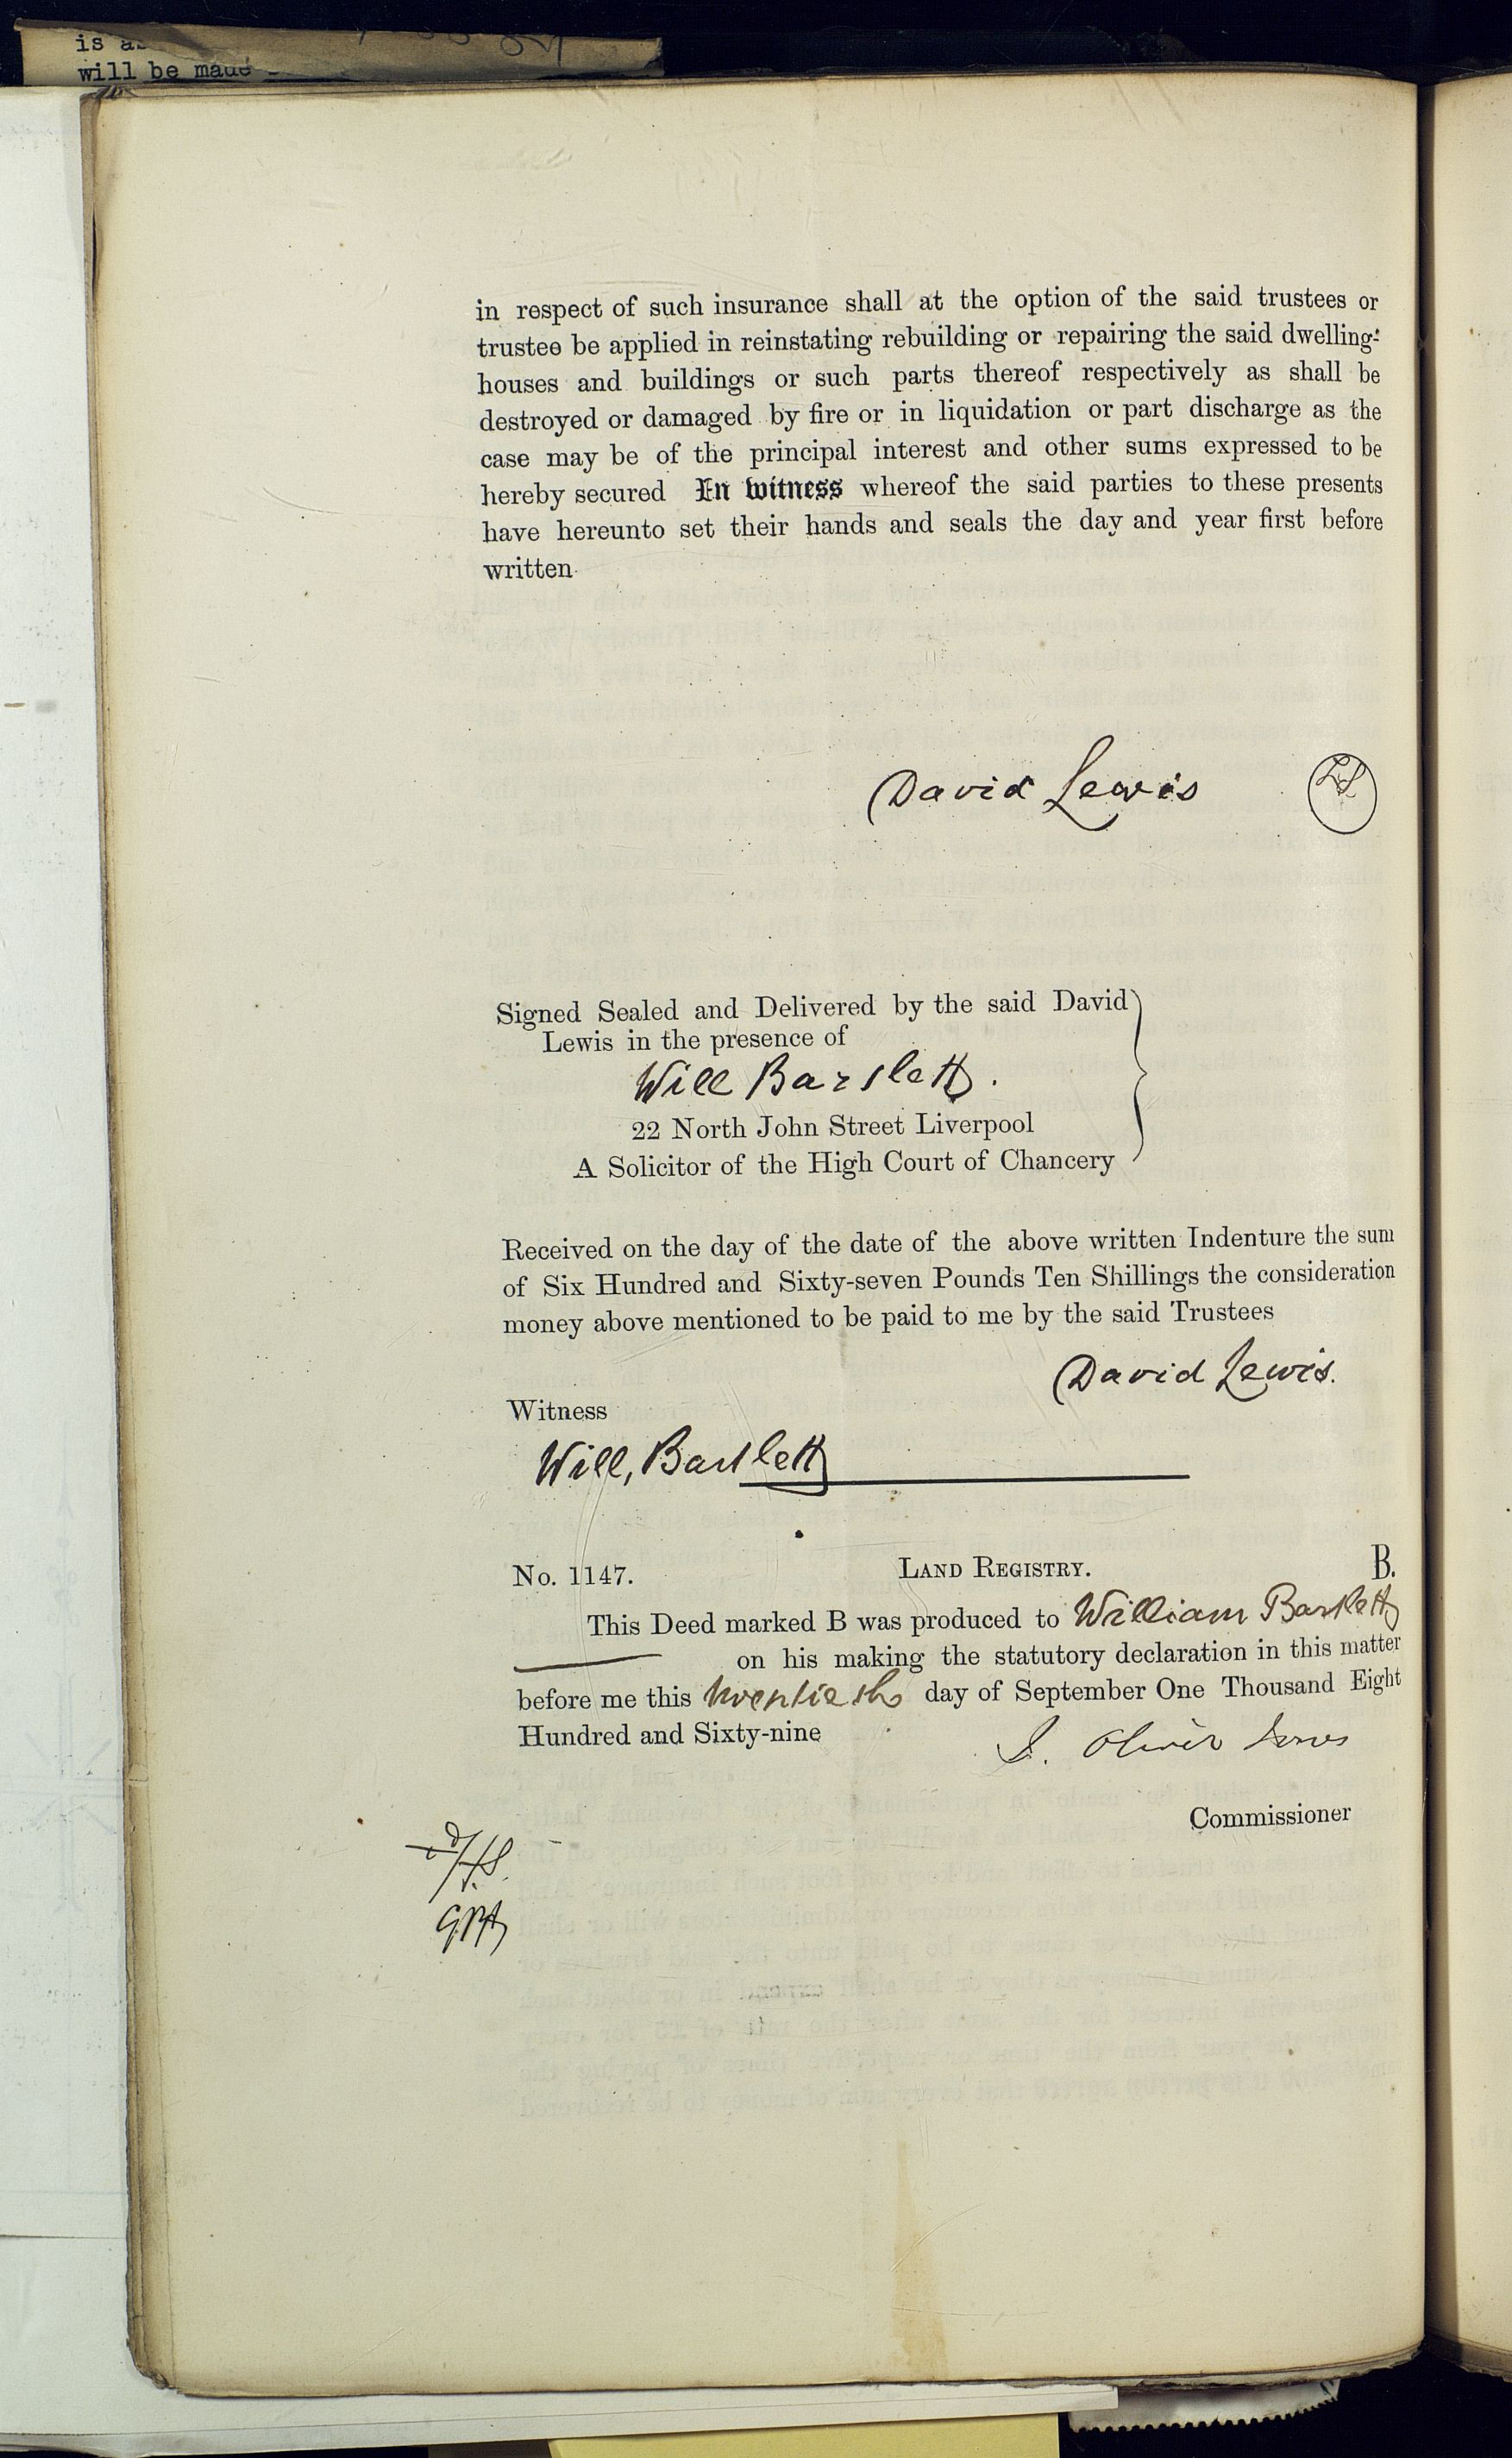 is as
will be made
in respect of such insurance shall at the option of the said trustees or
trustee be applied in reinstating rebuilding or repairing the said dwelling-
houses and buildings or such parts thereof respectively as shall be
destroyed or damaged by fire or in liquidation or part discharge as the
case may be of the principal interest and other sums expressed to be
hereby secured In witness whereof the said parties to these presents
have hereunto set their hands and seals the day and year first before
written
David Lewis LS
Signed Sealed and Delivered by the said David
Lewis in the presence of
Will Bartlett.
22 North John Street Liverpool
A Solicitor of the High Court of Chancery
Received on the day of the date of the above written Indenture the sum
of Six Hundred and Sixty-seven Pounds Ten Shillings the consideration
money above mentioned to be paid to me by the said Trustees
David Lewis.
Witness
Will, Bartlett
No. 1147. LAND REGISTRY. B.
This Deed marked B was produced to William Bartlett
on his making the statutory declaration in this matter
before me this twentieth day of September One Thousand Eight
Hundred and Sixty-nine
J. Oliver Jones
Commissioner